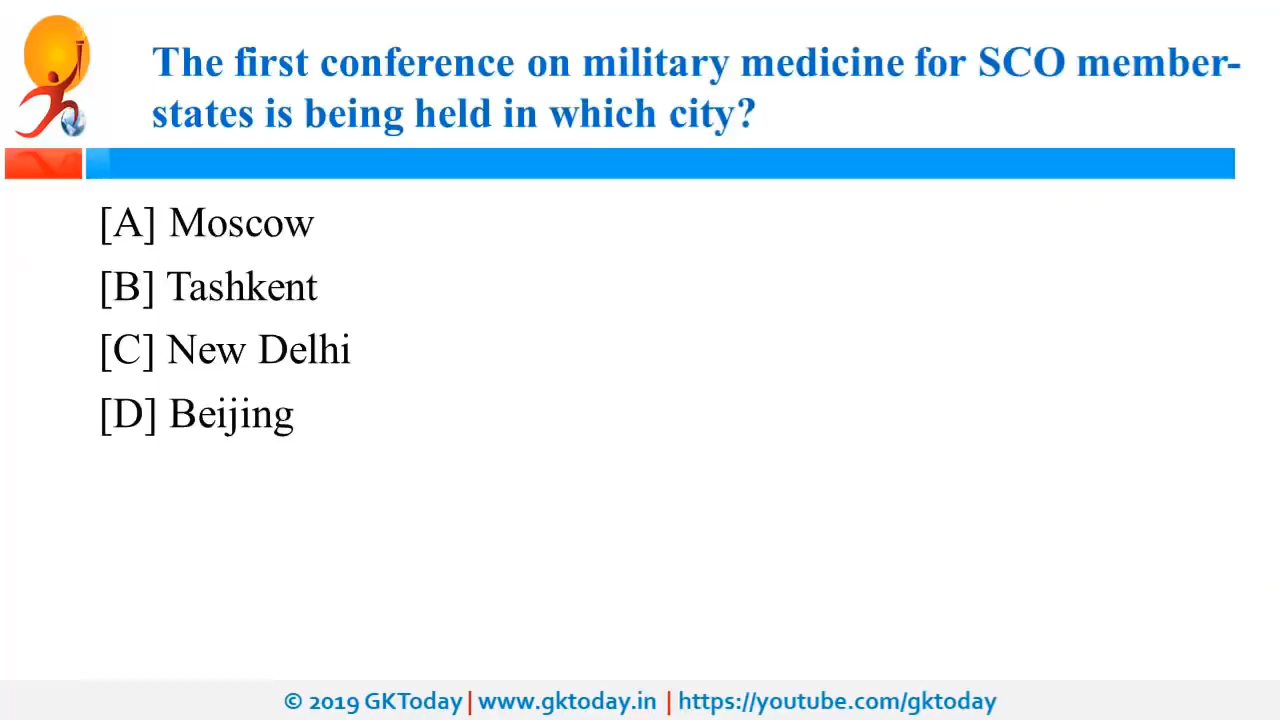 The first conference on military medicine for SCO member-
states is being held in which city?
[A] Moscow
[B] Tashkent
[C] New Delhi
[D] Beijing
© 2019 GKToday | www.gktoday.in | https://youtube.com/gktoday